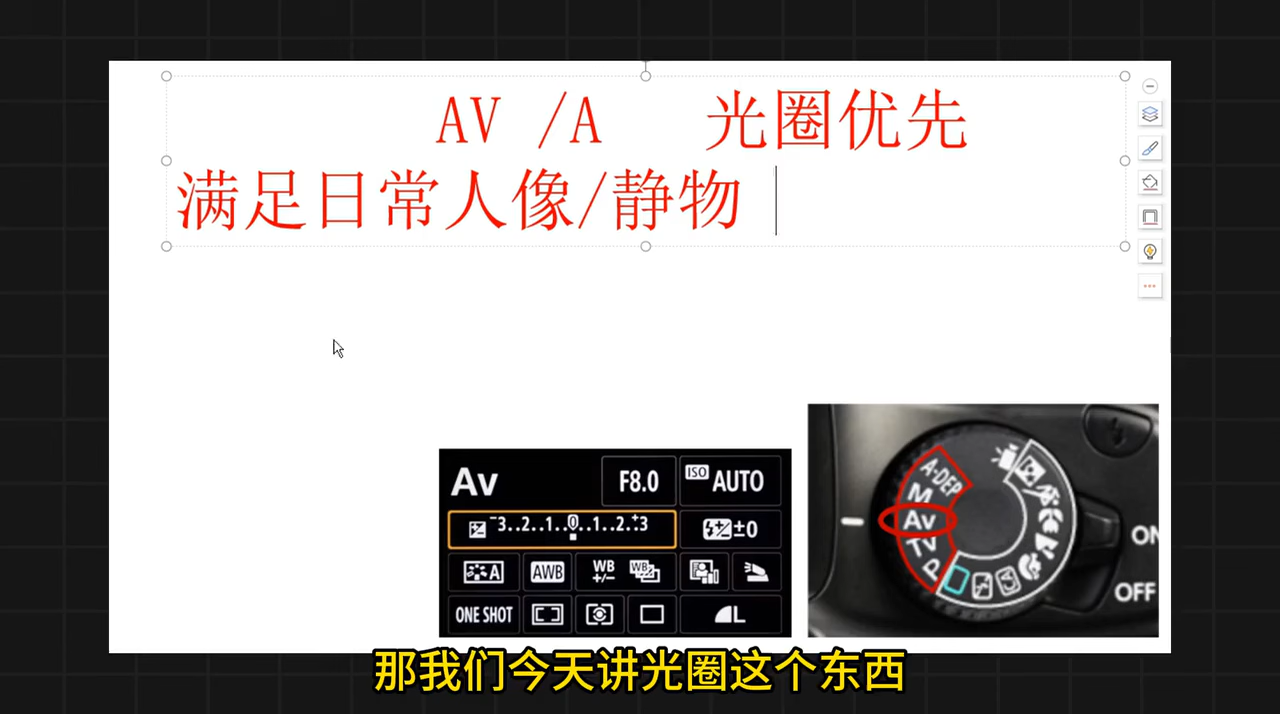 AV /A 光圈优先
满足日常人像/静物
Av F8.0 ISO AUTO
-3..2..1..0..1..2.+3 ±0
A AWB WB +/- WB
ONE SHOT L
A-DEP
M
Av
Tv
P
ON
OFF
那我们今天讲光圈这个东西